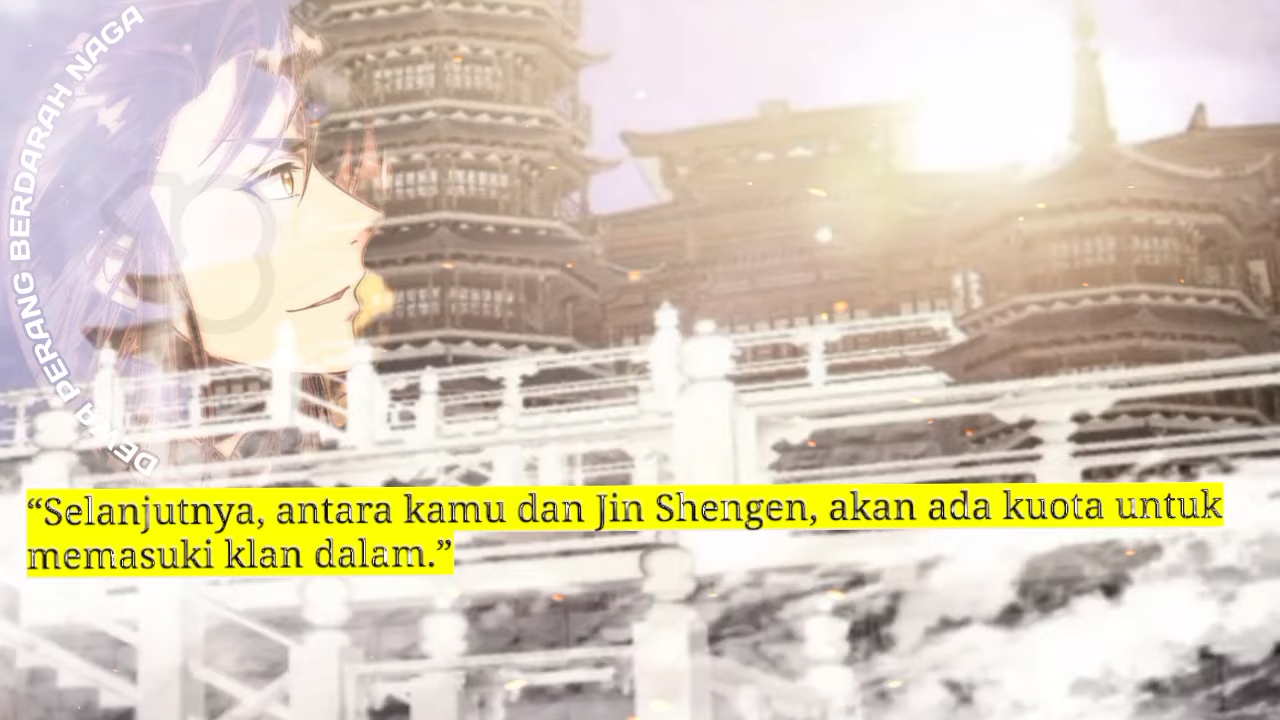 DEWA PERANG BERDARAH NAGA
“Selanjutnya, antara kamu dan Jin Shengen, akan ada kuota untuk
memasuki klan dalam.”